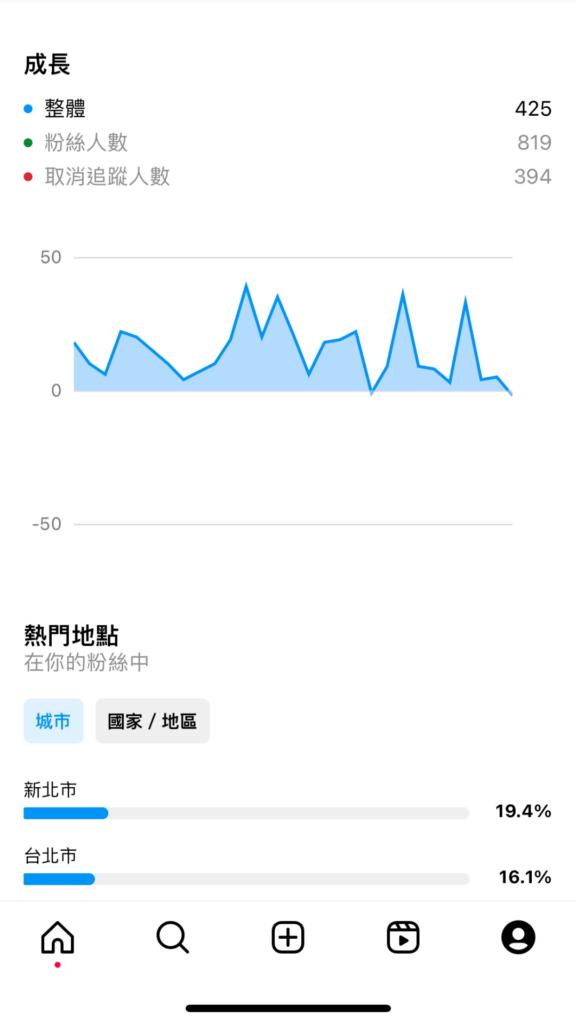 成長
整體 425
粉絲人數 819
取消追蹤人數 394
50
0
-50
熱門地點
在你的粉絲中
城市 國家 / 地區
新北市
19.4%
台北市
16.1%